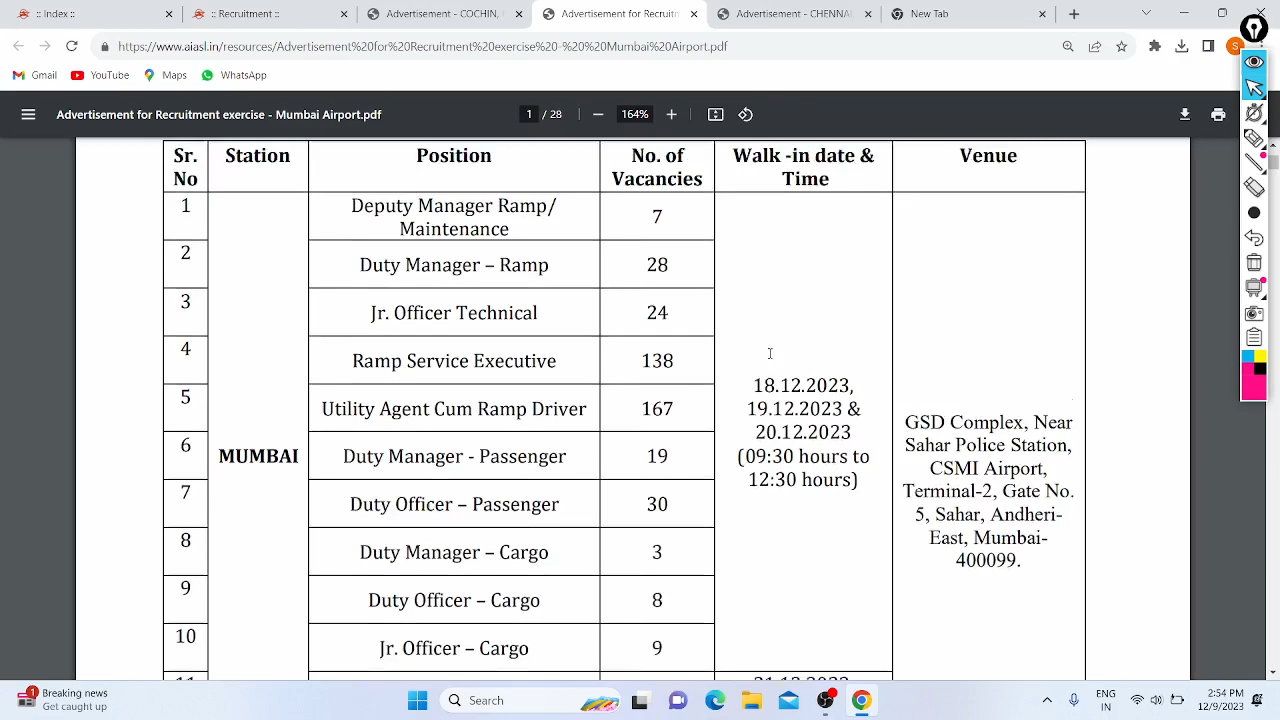 :: Recruitment ::
:: Recruitment ::
Advertisement - COCHIN,
Advertisement for Recruitme
Advertisement - CHENNAI
New Tab
https://www.aiasl.in/resources/Advertisement%20for%20Recruitment%20exercise%20-%20Mumbai%20Airport.pdf
S
Gmail
YouTube
Maps
WhatsApp
Advertisement for Recruitment exercise - Mumbai Airport.pdf
1 / 28
164%
Sr. No
Station
Position
No. of Vacancies
Walk -in date & Time
Venue
1
Deputy Manager Ramp/
Maintenance
7
2
Duty Manager – Ramp
28
3
Jr. Officer Technical
24
4
Ramp Service Executive
138
5
Utility Agent Cum Ramp Driver
167
6
Duty Manager - Passenger
19
7
Duty Officer – Passenger
30
8
Duty Manager – Cargo
3
9
Duty Officer – Cargo
8
10
Jr. Officer – Cargo
9
MUMBAI
18.12.2023,
19.12.2023 &
20.12.2023
(09:30 hours to
12:30 hours)
GSD Complex, Near
Sahar Police Station,
CSMI Airport,
Terminal-2, Gate No.
5, Sahar, Andheri-
East, Mumbai-
400099.
1
Breaking news
Get caught up
Search
ENG
IN
2:54 PM
12/9/2023